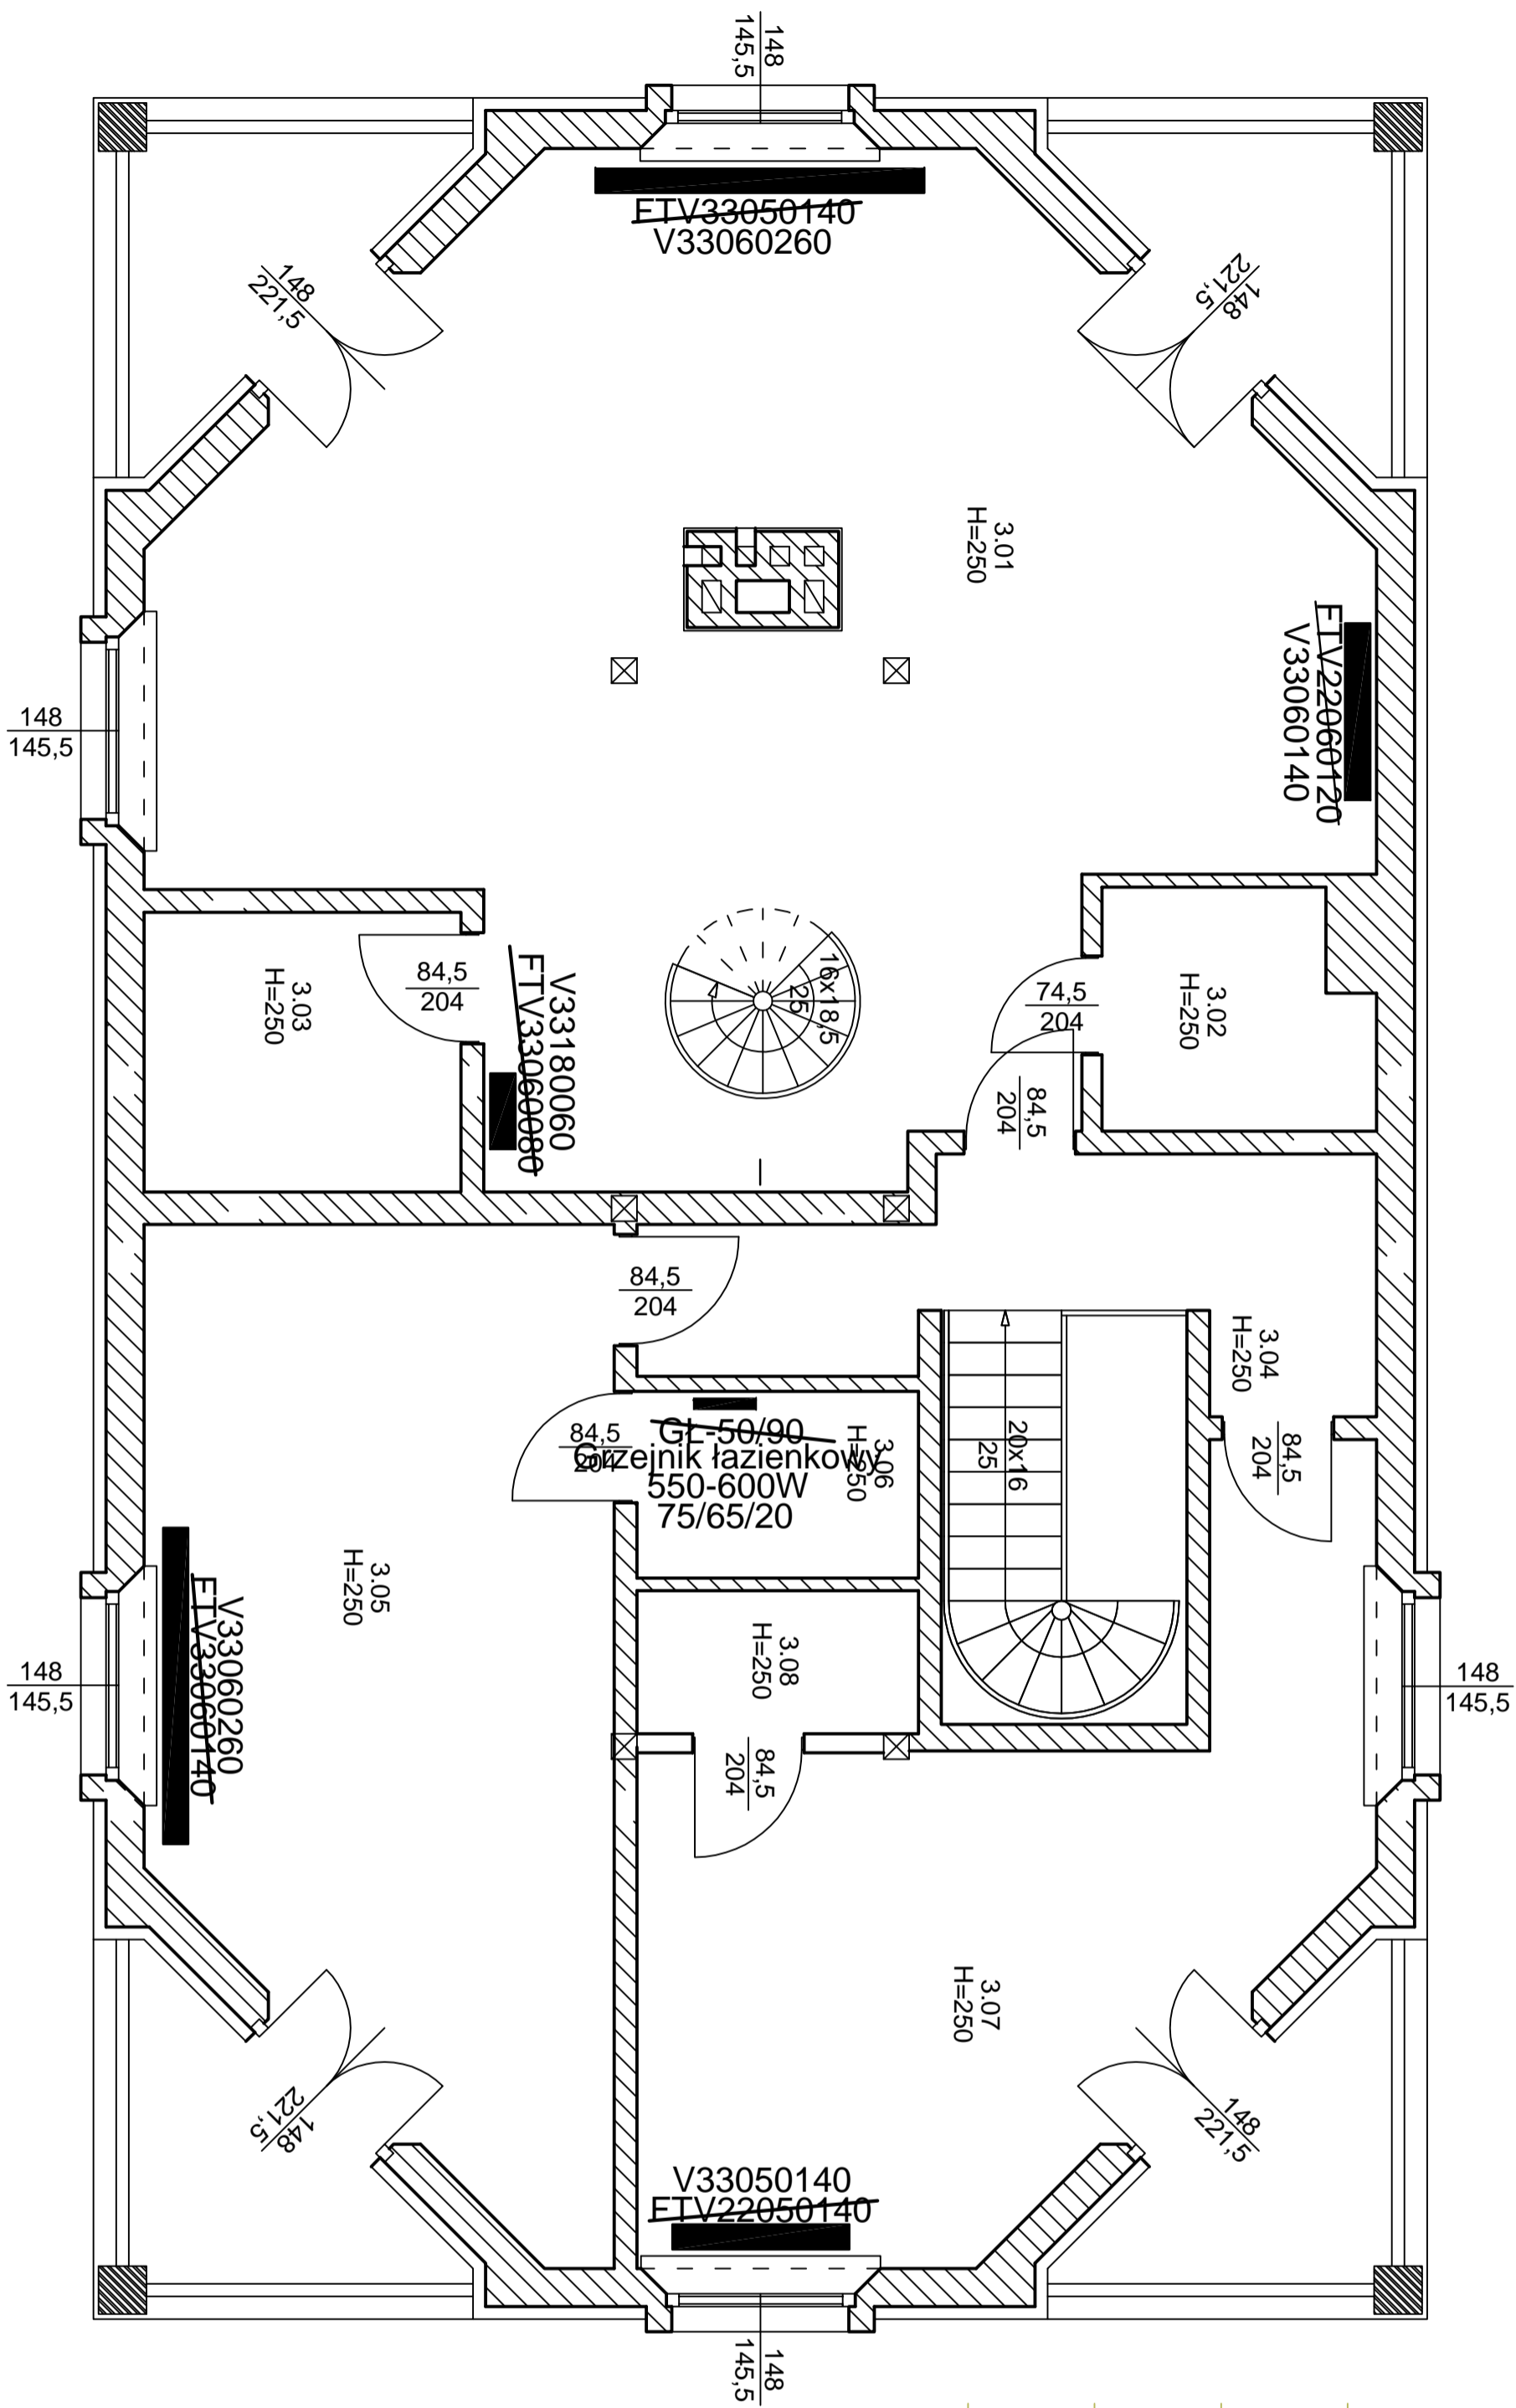 148
145,5
FTV33050140
V33060260
148
221,5
148
221,5
3.01
H=250
FTV22060120
V33060140
148
145,5
3.03
H=250
84,5
204
V33180060
FTV33060080
16x18,5
25
74,5
204
3.02
H=250
84,5
204
84,5
204
3.04
H=250
84,5
204
20x16
25
84,5
204
GŁ-50/90
Grzejnik łazienkowy
550-600W
75/65/20
3.06
H=250
3.05
H=250
V33060260
FTV33060140
148
145,5
3.08
H=250
84,5
204
148
145,5
3.07
H=250
148
221,5
148
221,5
V33050140
FTV22050140
148
145,5